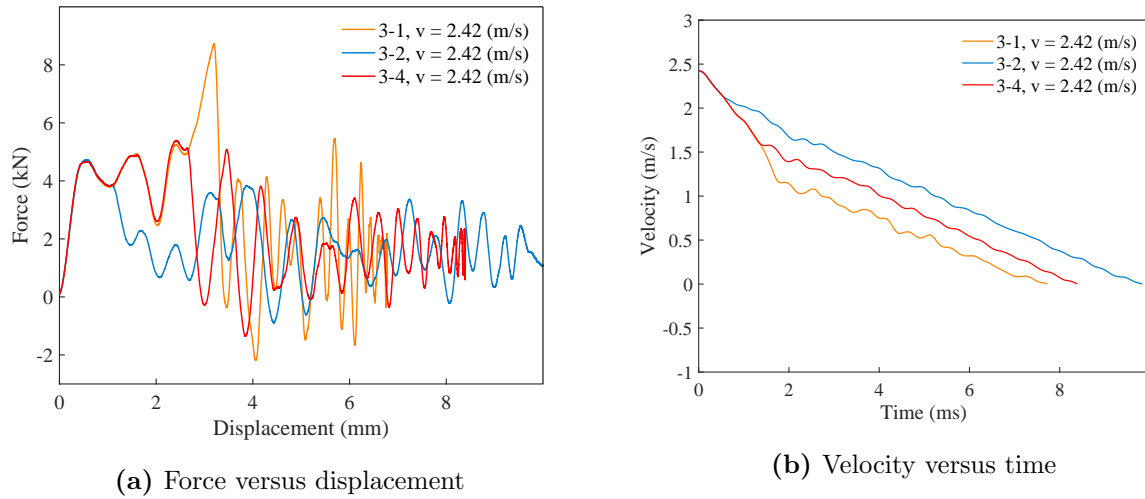 3-1, v = 2.42 (m/s)
3-2, v = 2.42 (m/s)
3-4, v = 2.42 (m/s)
8
6
4
2
0
-2
Force (kN)
0 2 4 6 8
Displacement (mm)
(a) Force versus displacement
3-1, v = 2.42 (m/s)
3-2, v = 2.42 (m/s)
3-4, v = 2.42 (m/s)
3
2.5
2
1.5
1
0.5
0
-0.5
-1
Velocity (m/s)
0 2 4 6 8
Time (ms)
(b) Velocity versus time